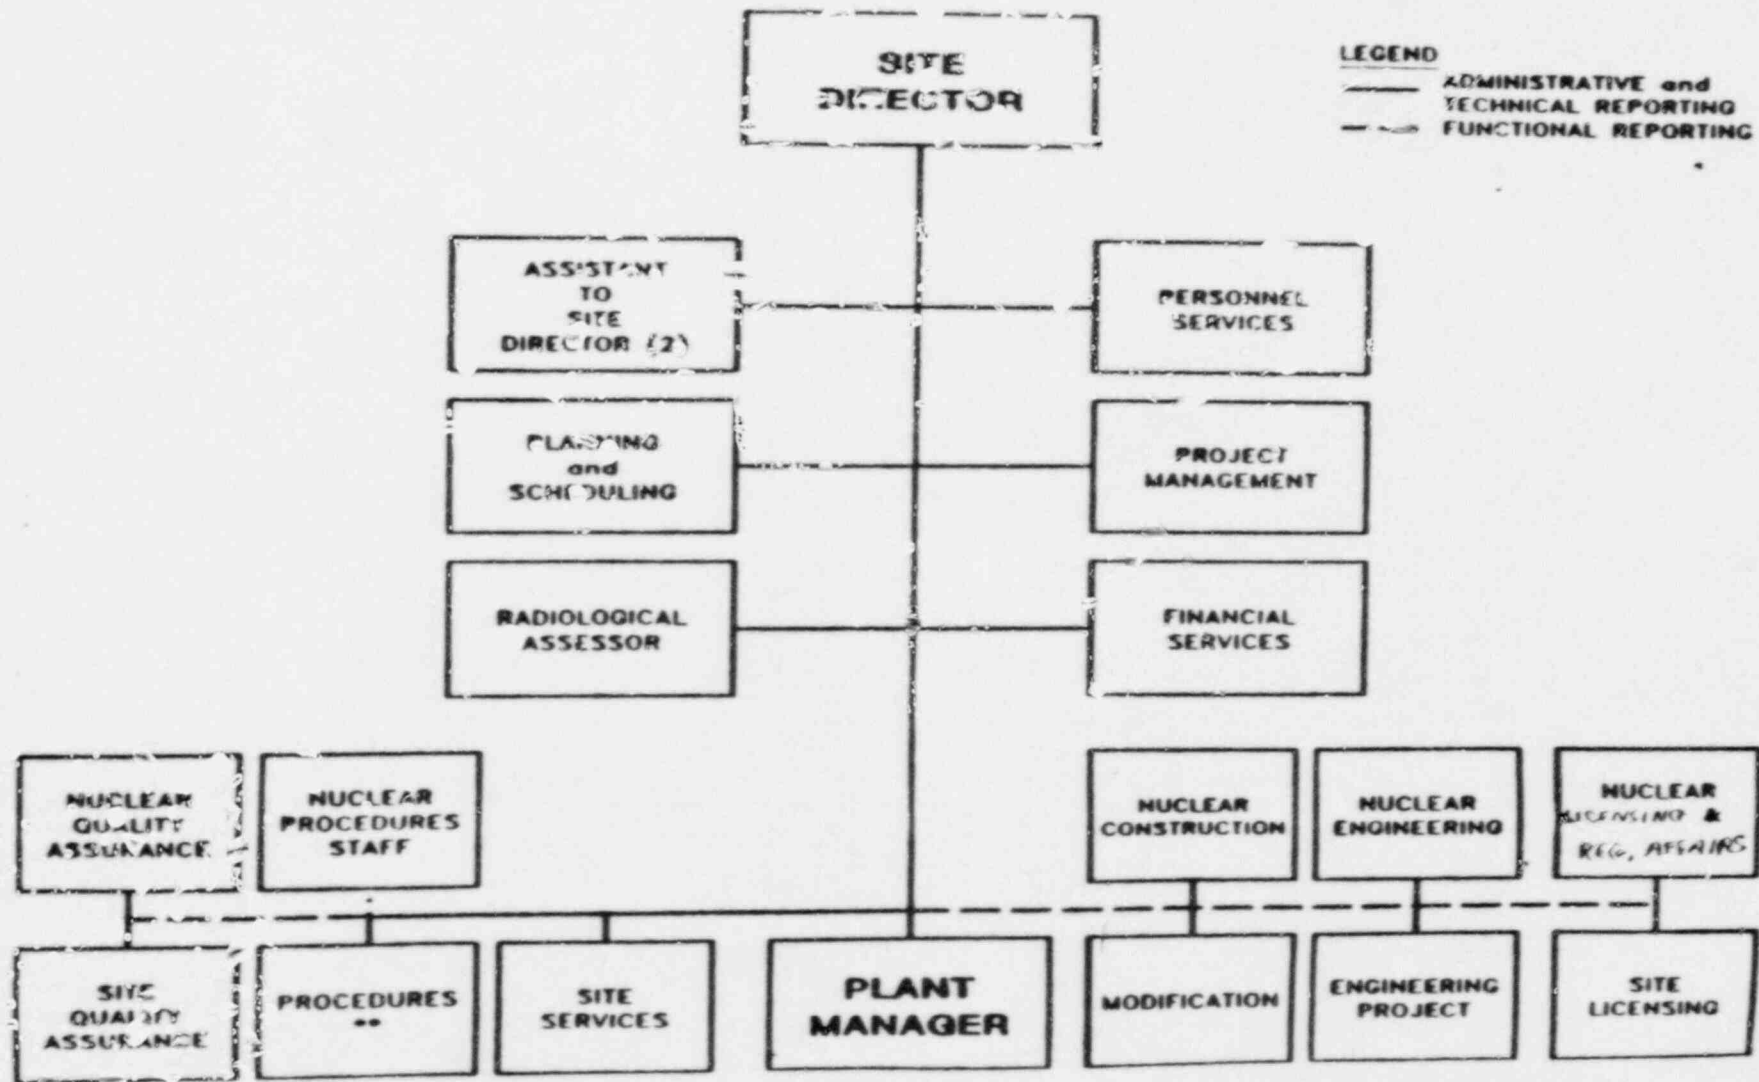 SITE
DIRECTOR
LEGEND
ADMINISTRATIVE and
TECHNICAL REPORTING
FUNCTIONAL REPORTING
ASSISTANT
TO
SITE
DIRECTOR (2)
PERSONNEL
SERVICES
PLANNING
and
SCHEDULING
PROJECT
MANAGEMENT
RADIOLOGICAL
ASSESSOR
FINANCIAL
SERVICES
NUCLEAR
QUALITY
ASSURANCE
NUCLEAR
PROCEDURES
STAFF
NUCLEAR
CONSTRUCTION
NUCLEAR
ENGINEERING
NUCLEAR
LICENSING &
REG. AFFAIRS
SITE
QUALITY
ASSURANCE
PROCEDURES
**
SITE
SERVICES
PLANT
MANAGER
MODIFICATION
ENGINEERING
PROJECT
SITE
LICENSING